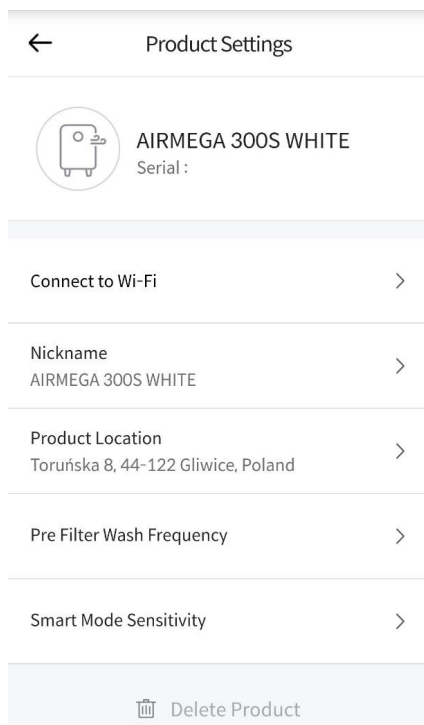 Product Settings
AIRMEGA 300S WHITE
Serial :
Connect to Wi-Fi
Nickname
AIRMEGA 300S WHITE
Product Location
Toruńska 8, 44-122 Gliwice, Poland
Pre Filter Wash Frequency
Smart Mode Sensitivity
Delete Product